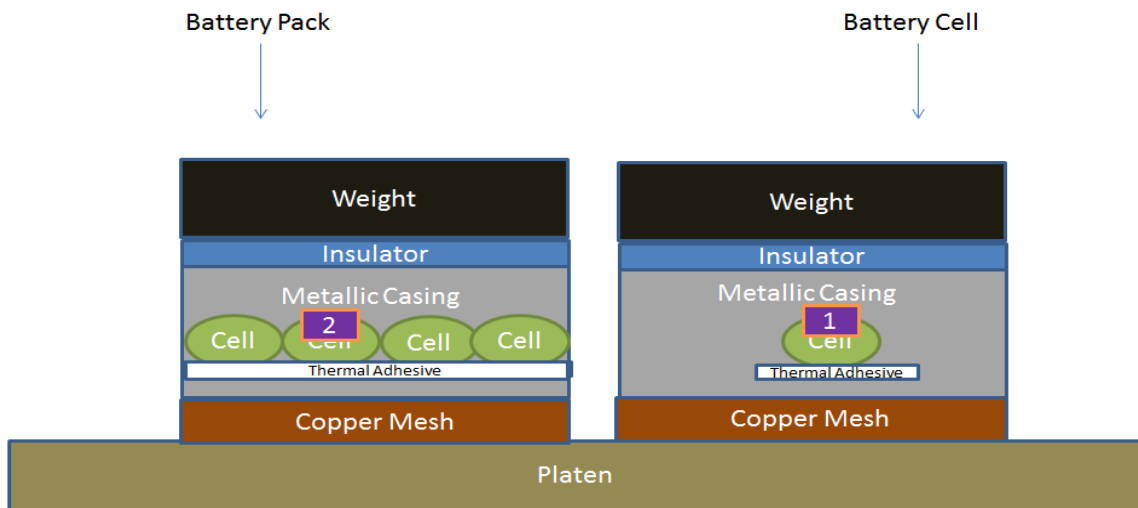 Battery Pack
Battery Cell
Weight
Weight
Insulator
Insulator
Metallic Casing
Metallic Casing
2
1
Cell
Cell
Cell
Cell
Cell
Thermal Adhesive
Thermal Adhesive
Copper Mesh
Copper Mesh
Platen